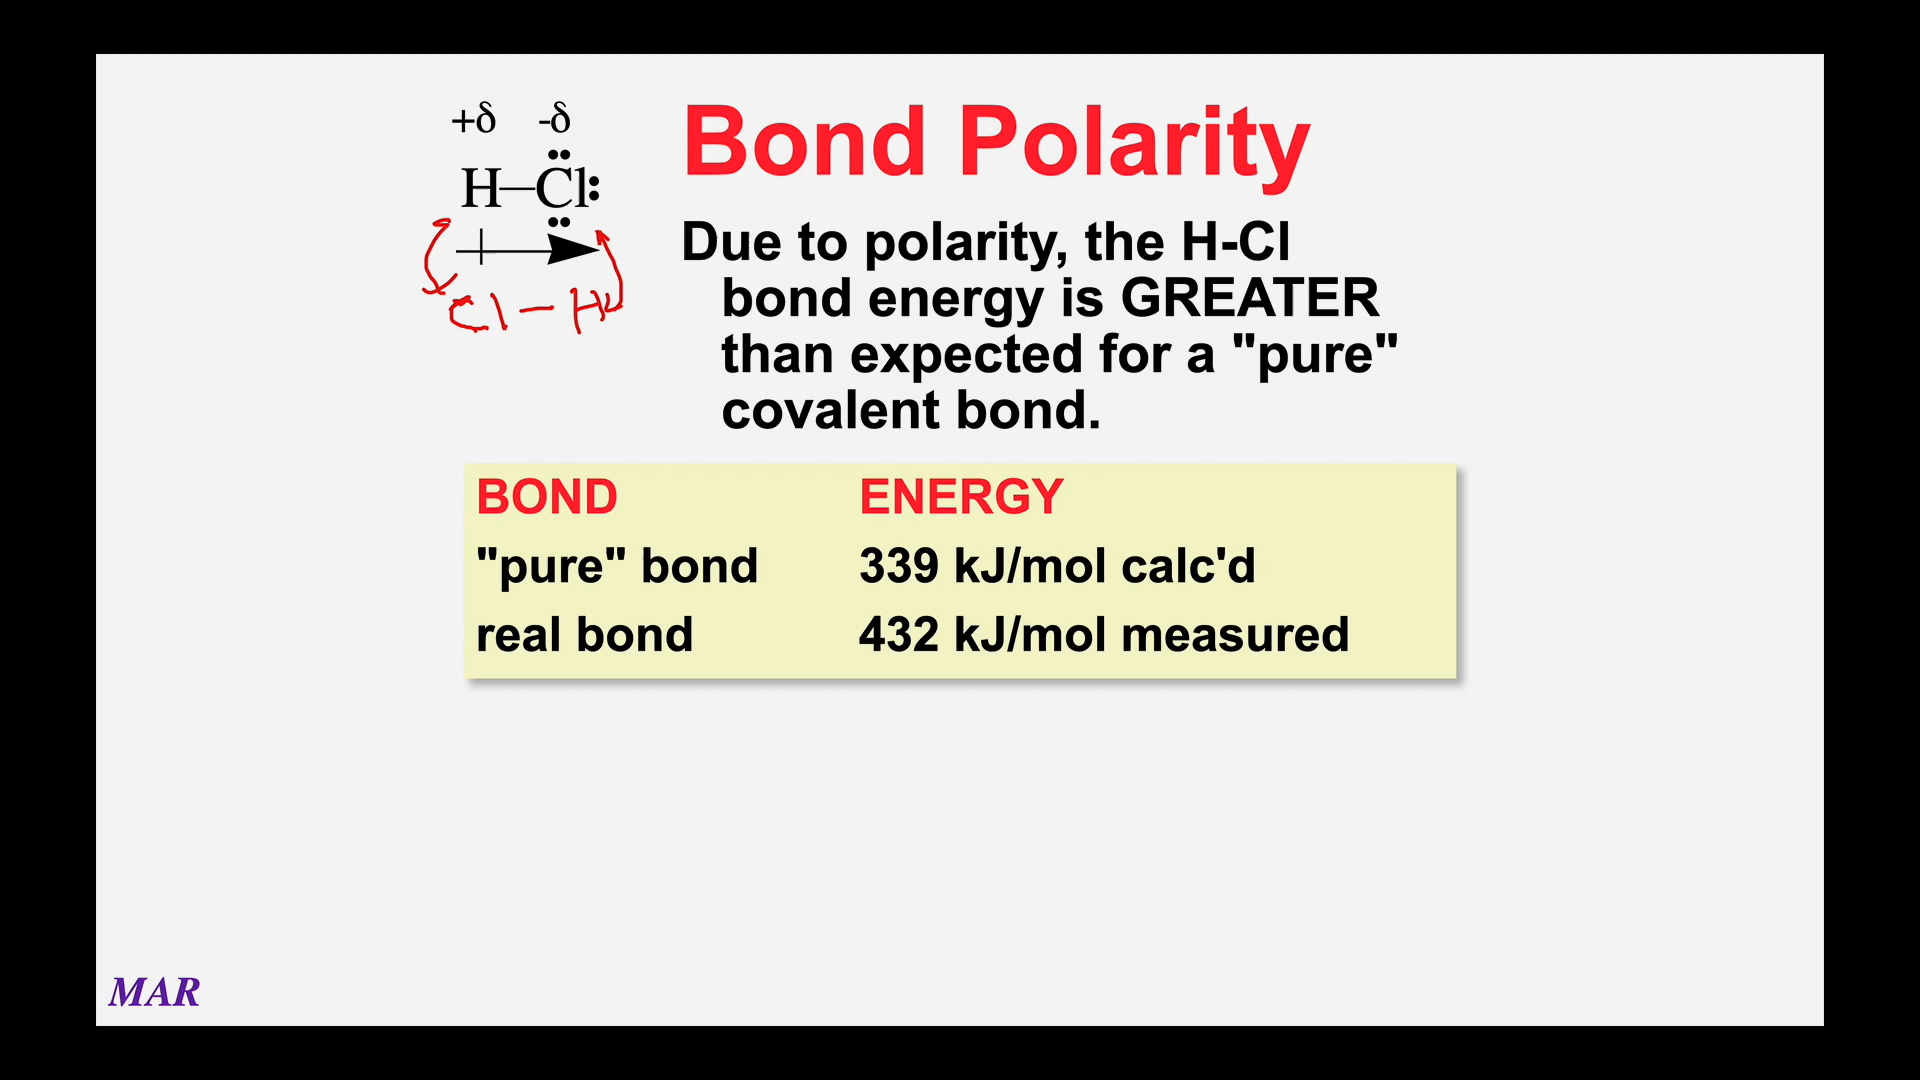 +δ -δ
H–Cl
Cl – H
Bond Polarity
Due to polarity, the H-Cl
bond energy is GREATER
than expected for a "pure"
covalent bond.
BOND ENERGY
"pure" bond 339 kJ/mol calc'd
real bond 432 kJ/mol measured
MAR